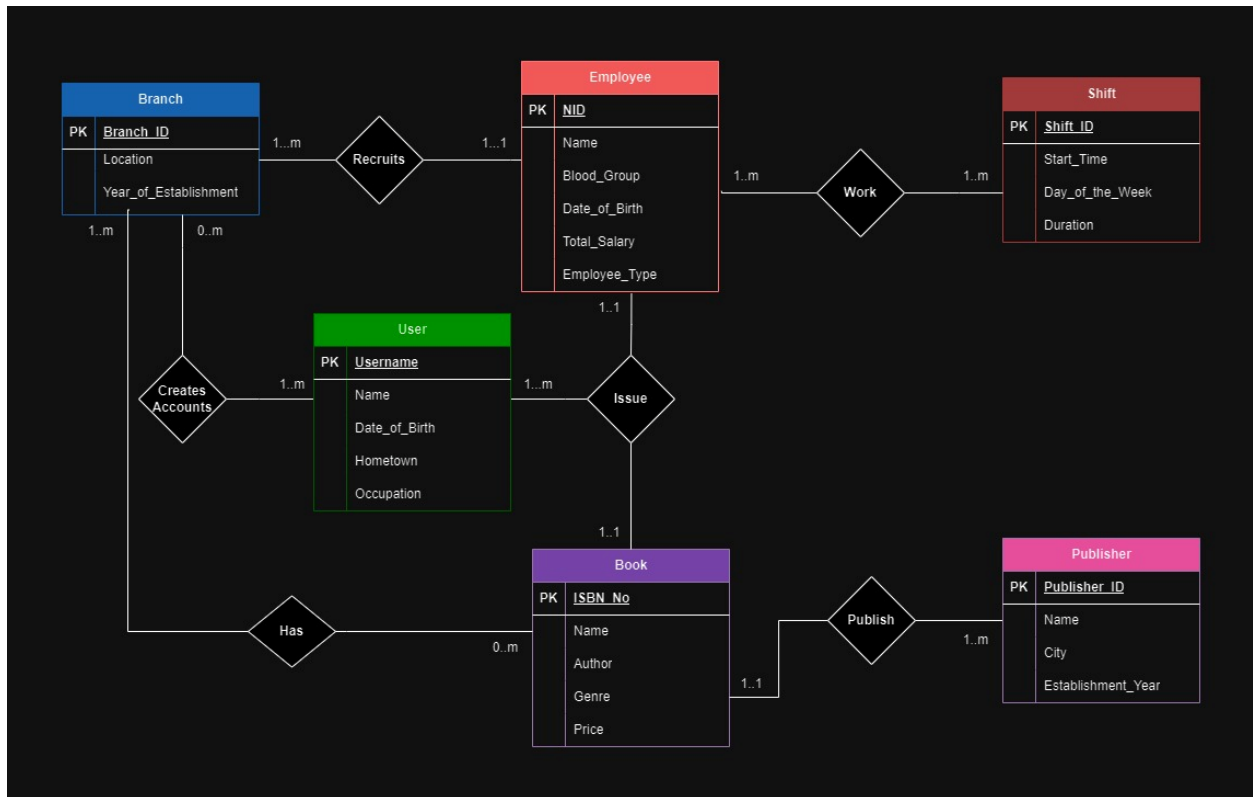 Branch
PK Branch_ID
Location
Year_of_Establishment
1...m
Recruits
1...1
Employee
PK NID
Name
Blood_Group
Date_of_Birth
Total_Salary
Employee_Type
1..m
Work
1..m
Shift
PK Shift_ID
Start_Time
Day_of_the_Week
Duration
1..m
0..m
Creates
Accounts
1..m
User
PK Username
Name
Date_of_Birth
Hometown
Occupation
1...m
1..1
Issue
1..1
Has
0..m
Book
PK ISBN_No
Name
Author
Genre
Price
1..1
Publish
1..m
Publisher
PK Publisher_ID
Name
City
Establishment_Year